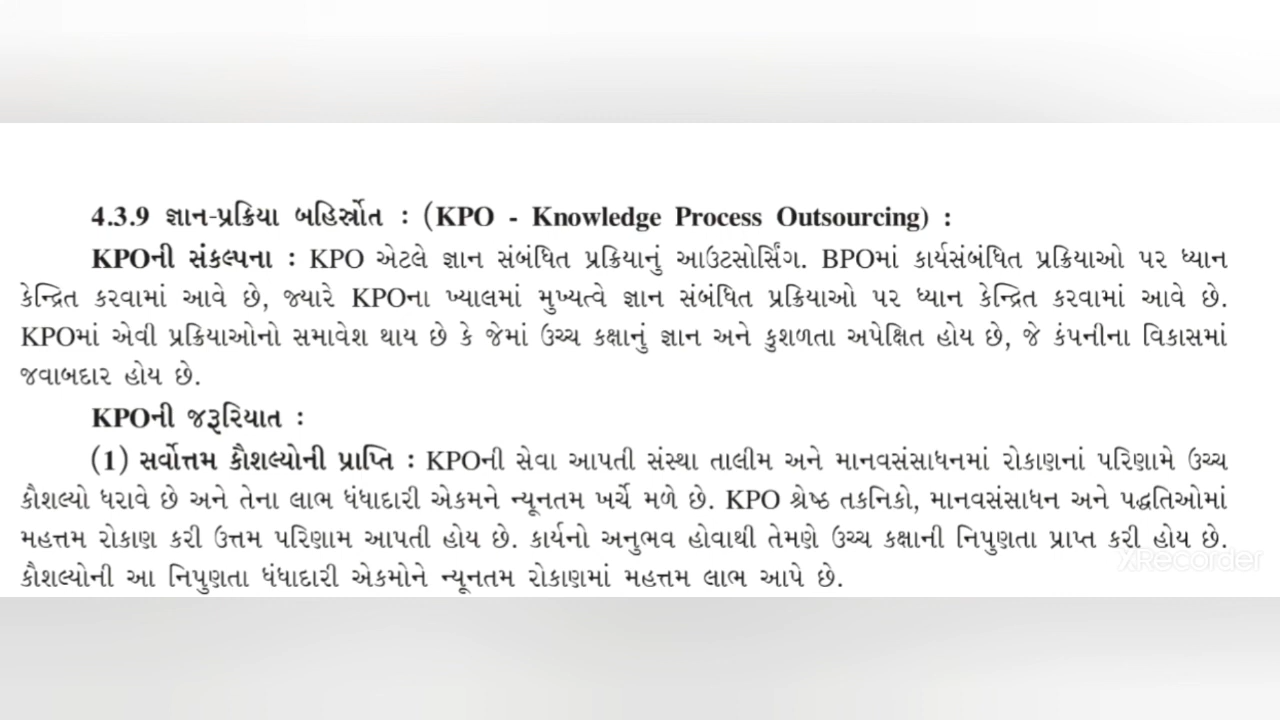 4.3.9 જ્ઞાન-પ્રક્રિયા બહિર્સ્રોત : (KPO - Knowledge Process Outsourcing) :
KPOની સંકલ્પના : KPO એટલે જ્ઞાન સંબંધિત પ્રક્રિયાનું આઉટસોર્સિંગ. BPOમાં કાર્યસંબંધિત પ્રક્રિયાઓ પર ધ્યાન
કેન્દ્રિત કરવામાં આવે છે, જ્યારે KPOના ખ્યાલમાં મુખ્યત્વે જ્ઞાન સંબંધિત પ્રક્રિયાઓ પર ધ્યાન કેન્દ્રિત કરવામાં આવે છે.
KPOમાં એવી પ્રક્રિયાઓનો સમાવેશ થાય છે કે જેમાં ઉચ્ચ કક્ષાનું જ્ઞાન અને કુશળતા અપેક્ષિત હોય છે, જે કંપનીના વિકાસમાં
જવાબદાર હોય છે.
KPOની જરૂરિયાત :
(1) સર્વોત્તમ કૌશલ્યોની પ્રાપ્તિ : KPOની સેવા આપતી સંસ્થા તાલીમ અને માનવસંસાધનમાં રોકાણનાં પરિણામે ઉચ્ચ
કૌશલ્યો ધરાવે છે અને તેના લાભ ધંધાદારી એકમને ન્યૂનતમ ખર્ચે મળે છે. KPO શ્રેષ્ઠ તકનિકો, માનવસંસાધન અને પદ્ધતિઓમાં
મહત્તમ રોકાણ કરી ઉત્તમ પરિણામ આપતી હોય છે. કાર્યનો અનુભવ હોવાથી તેમણે ઉચ્ચ કક્ષાની નિપુણતા પ્રાપ્ત કરી હોય છે.
કૌશલ્યોની આ નિપુણતા ધંધાદારી એકમોને ન્યૂનતમ રોકાણમાં મહત્તમ લાભ આપે છે.
XRecorder